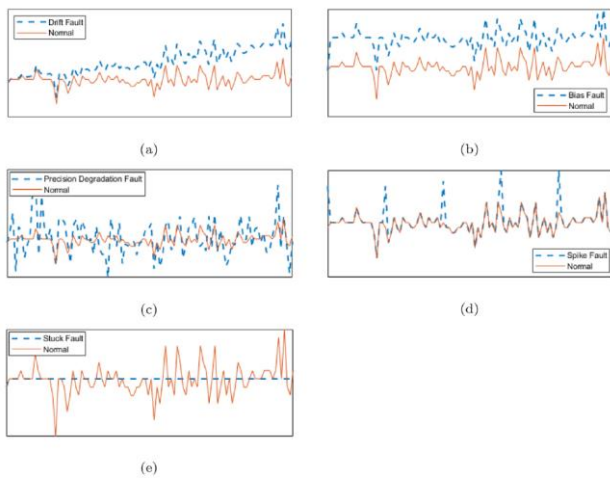 Drift Fault
Normal
(a)
Bias Fault
Normal
(b)
Precision Degradation Fault
Normal
(c)
Spike Fault
Normal
(d)
Stuck Fault
Normal
(e)